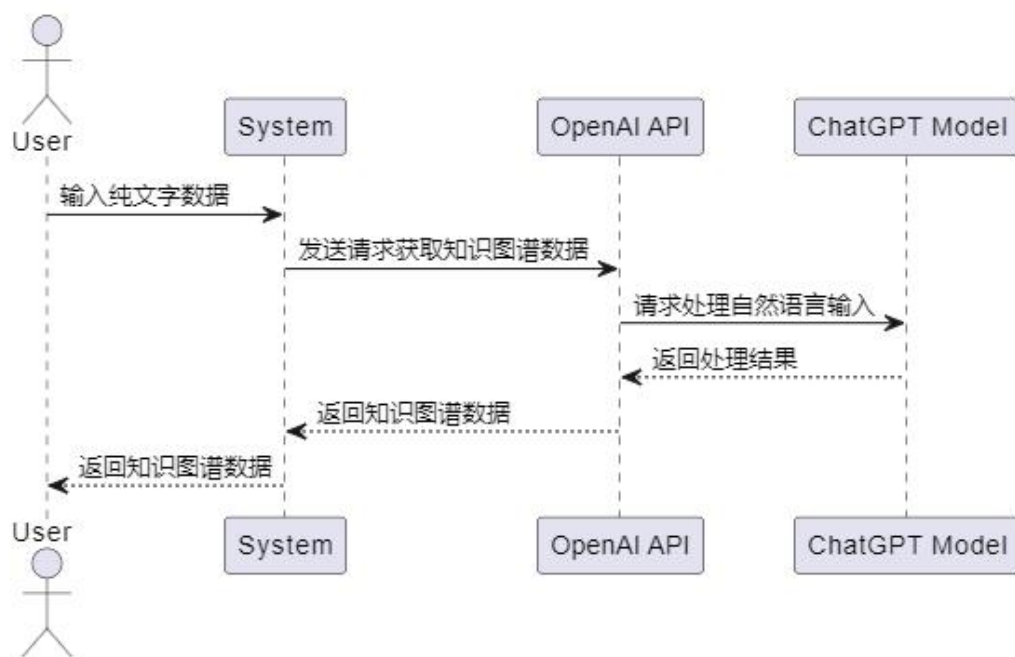 User
System
OpenAI API
ChatGPT Model
输入纯文字数据
发送请求获取知识图谱数据
请求处理自然语言输入
返回处理结果
返回知识图谱数据
返回知识图谱数据
User
System
OpenAI API
ChatGPT Model